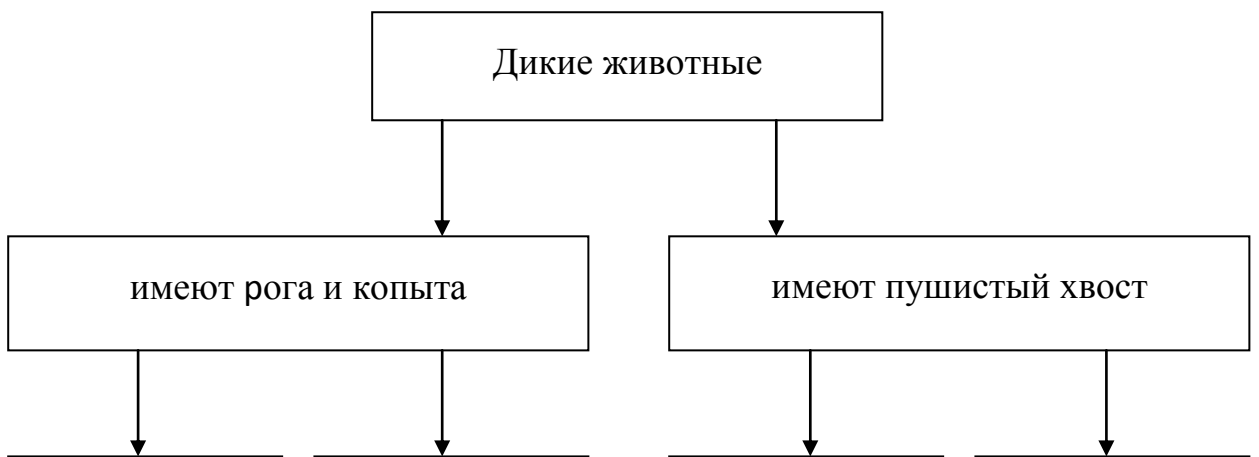 Дикие животные
имеют рога и копыта
имеют пушистый хвост